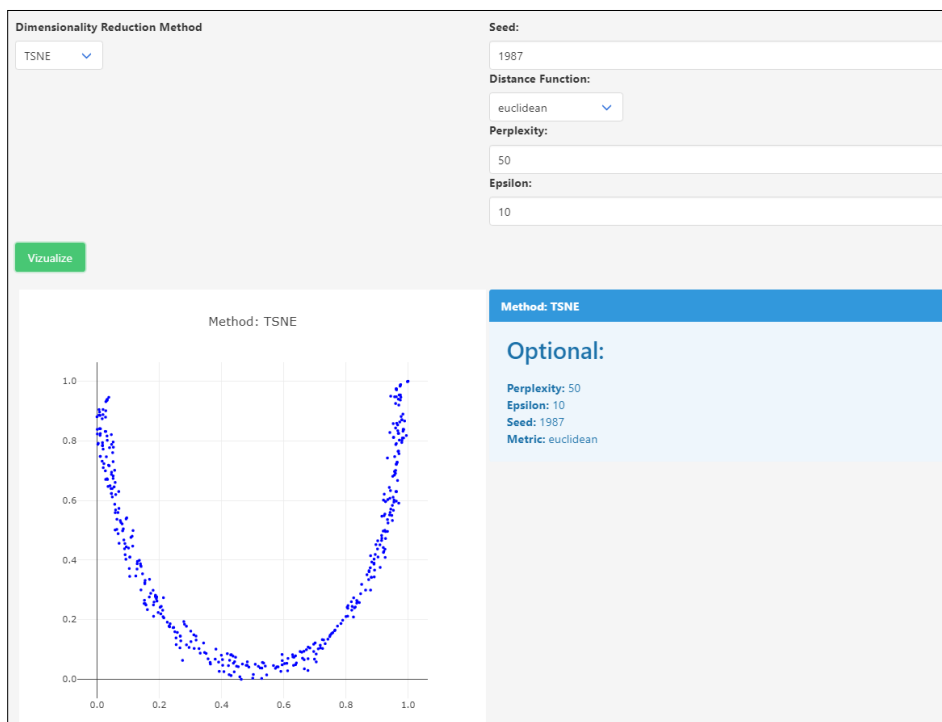 Dimensionality Reduction Method
TSNE
Seed:
1987
Distance Function:
euclidean
Perplexity:
50
Epsilon:
10
Vizualize
Method: TSNE
1.0
0.8
0.6
0.4
0.2
0.0
0.0 0.2 0.4 0.6 0.8 1.0
Method: TSNE
Optional:
Perplexity: 50
Epsilon: 10
Seed: 1987
Metric: euclidean